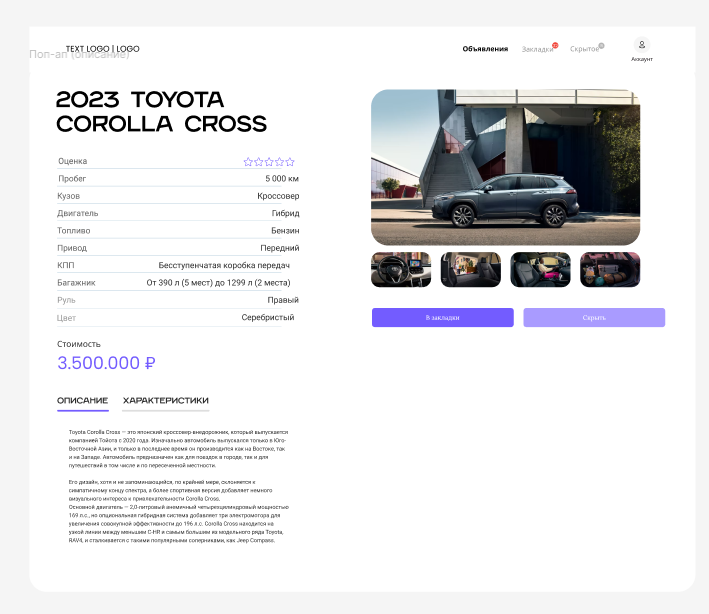 Поп-ап (описание)
TEXT LOGO | LOGO
Объявления Закладки Скрытое
Аккаунт
2023 TOYOTA
COROLLA CROSS
Оценка
Пробег 5 000 км
Кузов Кроссовер
Двигатель Гибрид
Топливо Бензин
Привод Передний
КПП Бесступенчатая коробка передач
Багажник От 390 л (5 мест) до 1299 л (2 места)
Руль Правый
Цвет Серебристый
В закладки Скрыть
Стоимость
3.500.000 ₽
ОПИСАНИЕ ХАРАКТЕРИСТИКИ
Toyota Corolla Cross — это японский кроссовер-внедорожник, который выпускается
компанией Тойота с 2020 года. Изначально автомобиль выпускался только в Юго-
Восточной Азии, и только в последнее время он производится как на Востоке, так
и на Западе. Автомобиль предназначен как для поездок в городе, так и для
путешествий в том числе и по пересеченной местности.
Его дизайн, хотя и не запоминающийся, по крайней мере, склоняется к
симпатичному концу спектра, а более спортивная версия добавляет немного
визуального интереса к привлекательности Corolla Cross.
Основной двигатель — 2,0-литровый анемичный четырехцилиндровый мощностью
169 л.с., но опциональная гибридная система добавляет три электромотора для
увеличения совокупной эффективности до 196 л.с. Corolla Cross находится на
узкой линии между меньшим C-HR и самым большим из модельного ряда Toyota,
RAV4, и сталкивается с такими популярными соперниками, как Jeep Compass.